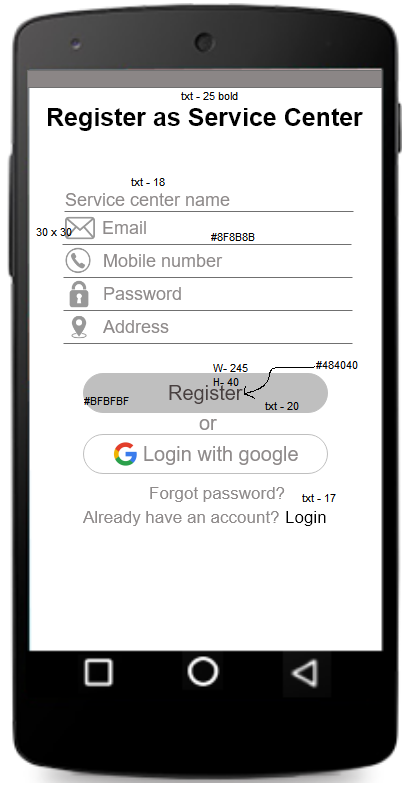 txt - 25 bold
Register as Service Center
txt - 18
Service center name
30 x 30
Email
#8F8B8B
Mobile number
Password
Address
W- 245
#484040
H- 40
Register
#BFBFBF
txt - 20
or
Login with google
Forgot password?
txt - 17
Already have an account? Login